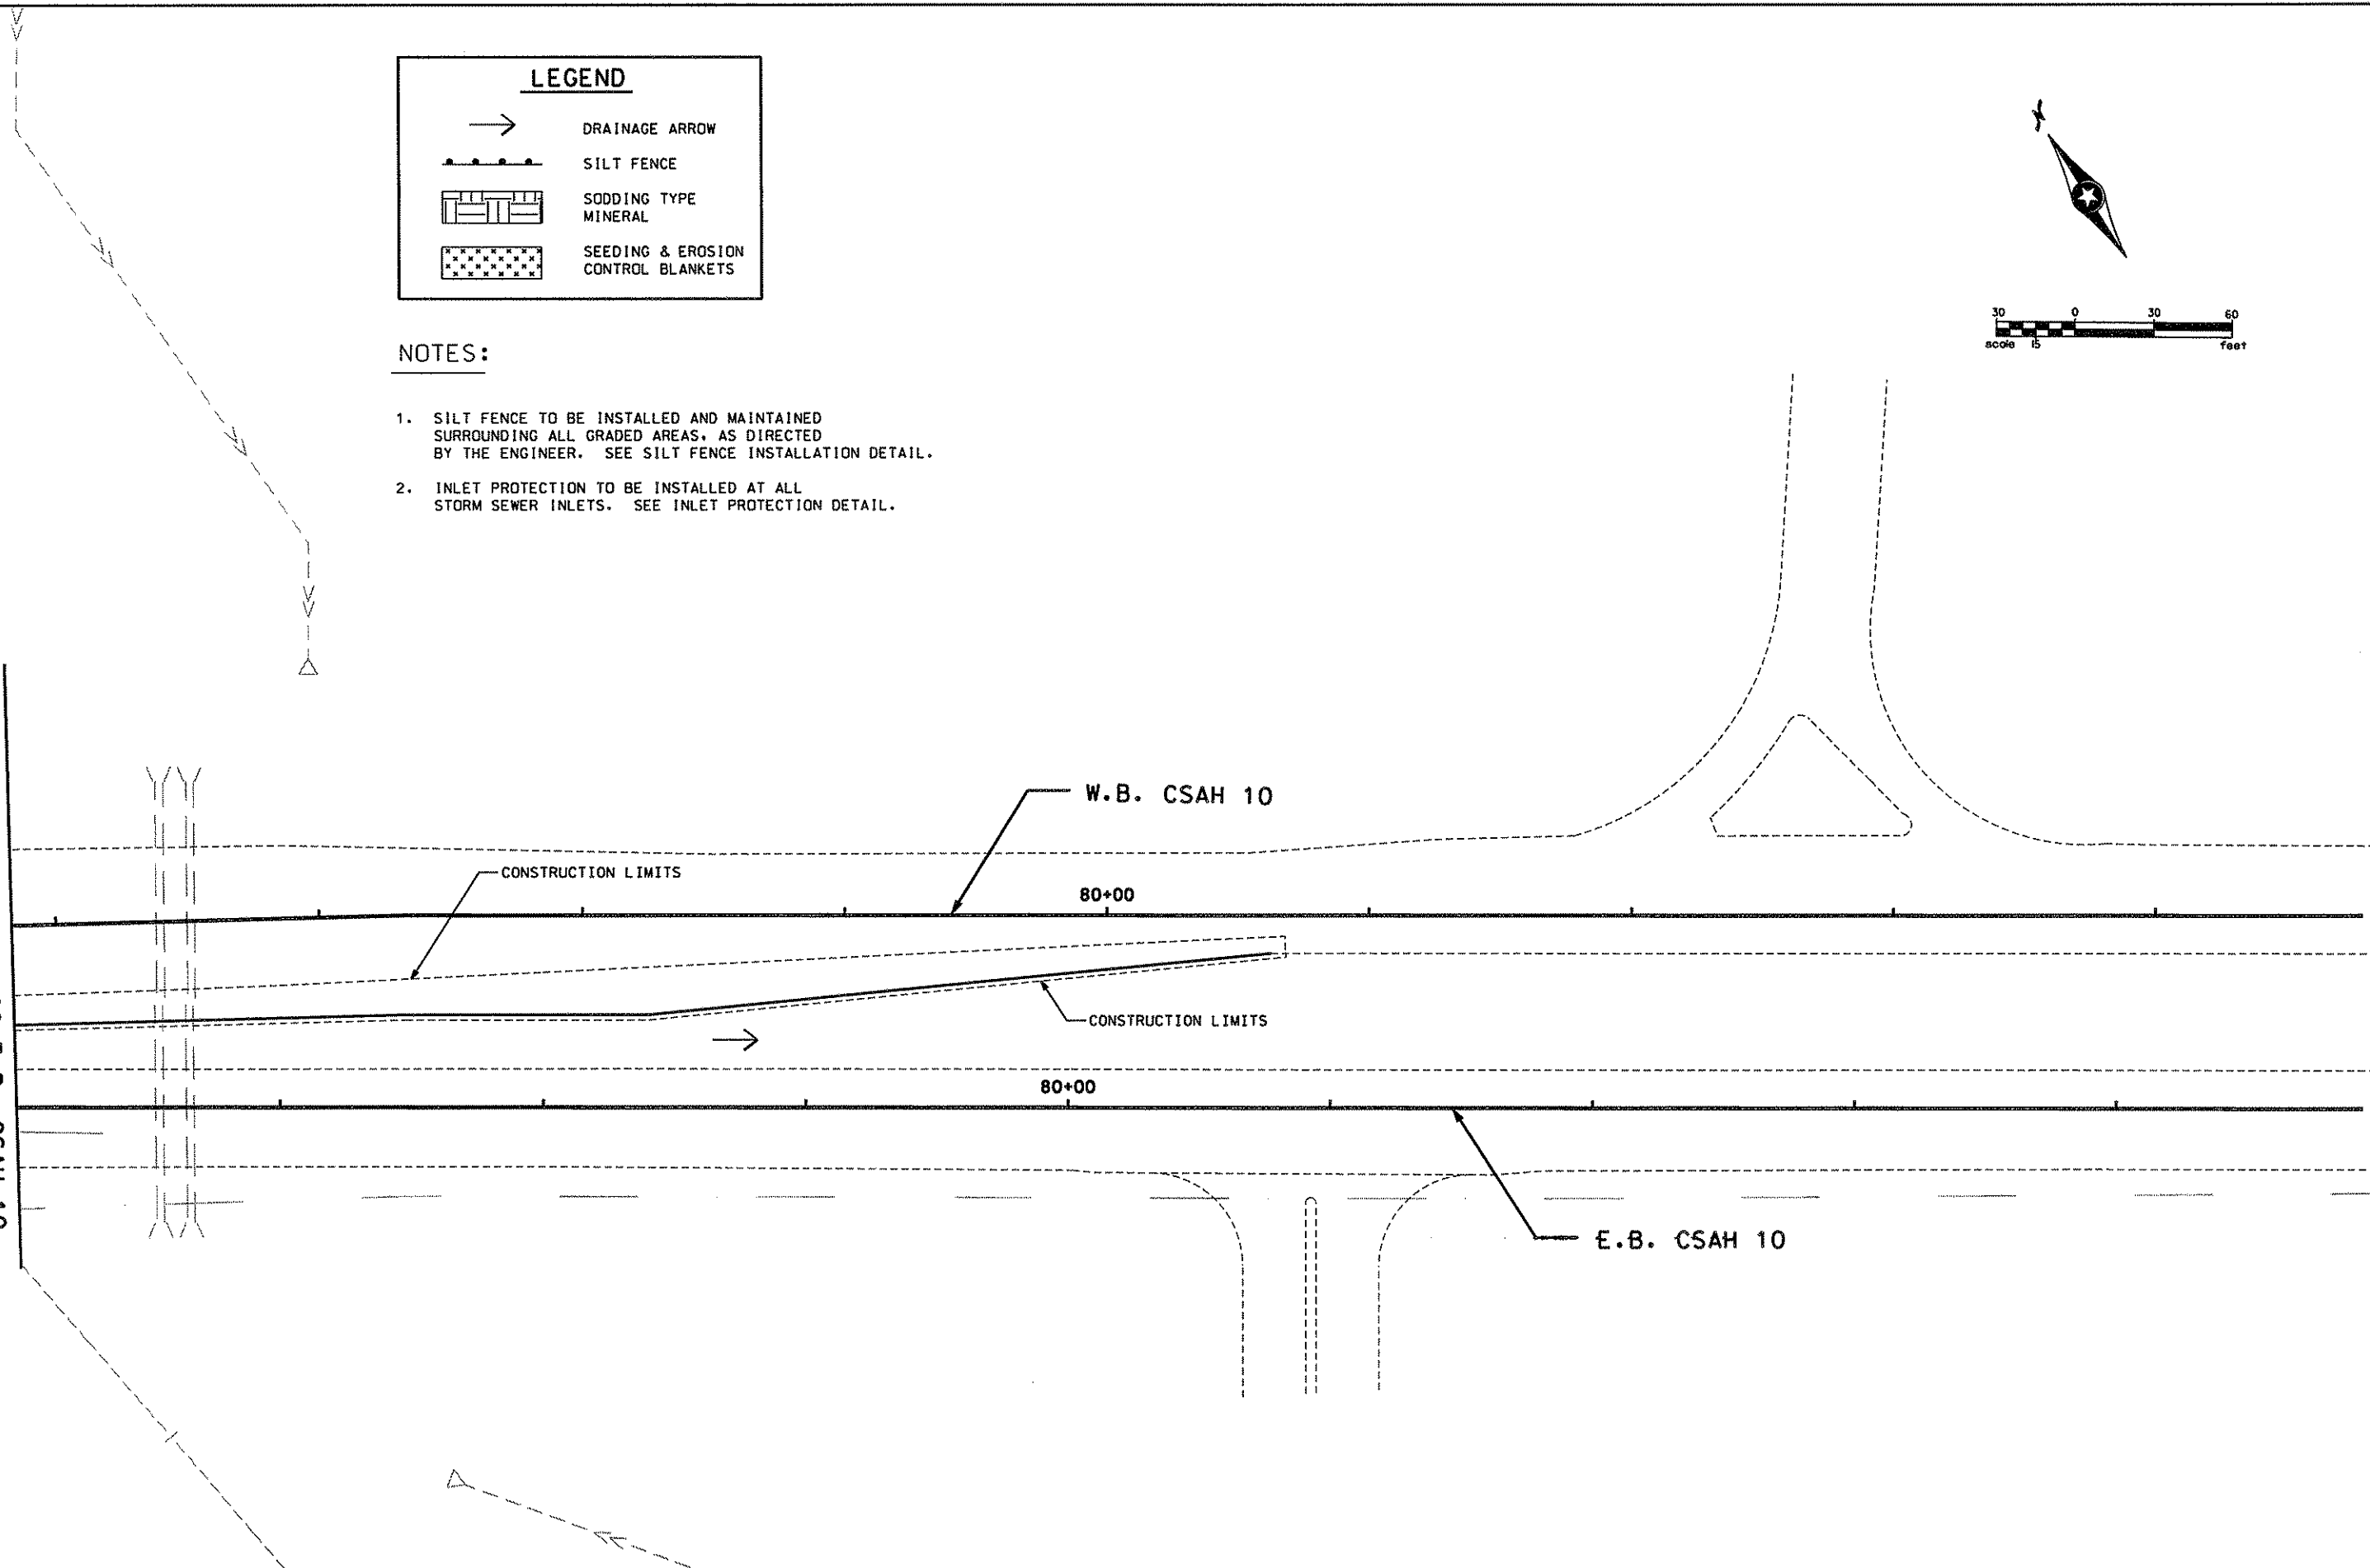 LEGEND
DRAINAGE ARROW
SILT FENCE
SODDING TYPE
MINERAL
SEEDING & EROSION
CONTROL BLANKETS
NOTES:
1. SILT FENCE TO BE INSTALLED AND MAINTAINED
SURROUNDING ALL GRADED AREAS, AS DIRECTED
BY THE ENGINEER. SEE SILT FENCE INSTALLATION DETAIL.
2. INLET PROTECTION TO BE INSTALLED AT ALL
STORM SEWER INLETS. SEE INLET PROTECTION DETAIL.
N
30 0 30 60
scale 15 feet
W.B. CSAH 10
CONSTRUCTION LIMITS
80+00
CONSTRUCTION LIMITS
80+00
E.B. CSAH 10